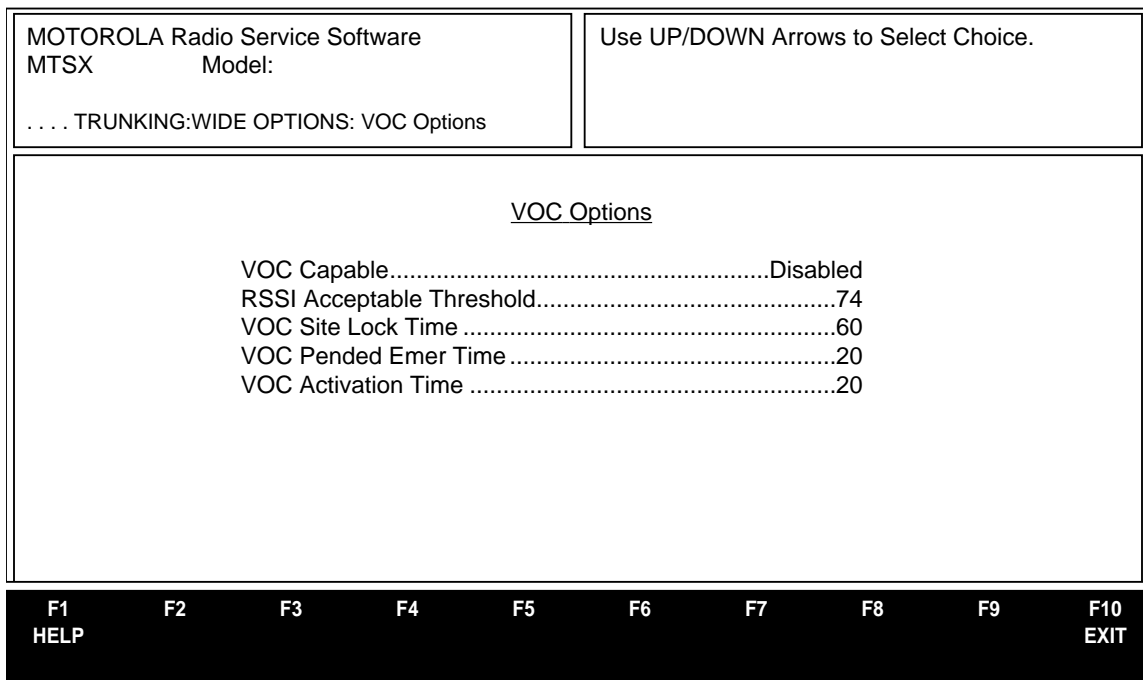 MOTOROLA Radio Service Software
MTSX Model:
. . . . TRUNKING:WIDE OPTIONS: VOC Options
Use UP/DOWN Arrows to Select Choice.
VOC Options
VOC Capable.........................................................Disabled
RSSI Acceptable Threshold.............................................74
VOC Site Lock Time ........................................................60
VOC Pended Emer Time .................................................20
VOC Activation Time .......................................................20
F1 F2 F3 F4 F5 F6 F7 F8 F9 F10
HELP EXIT